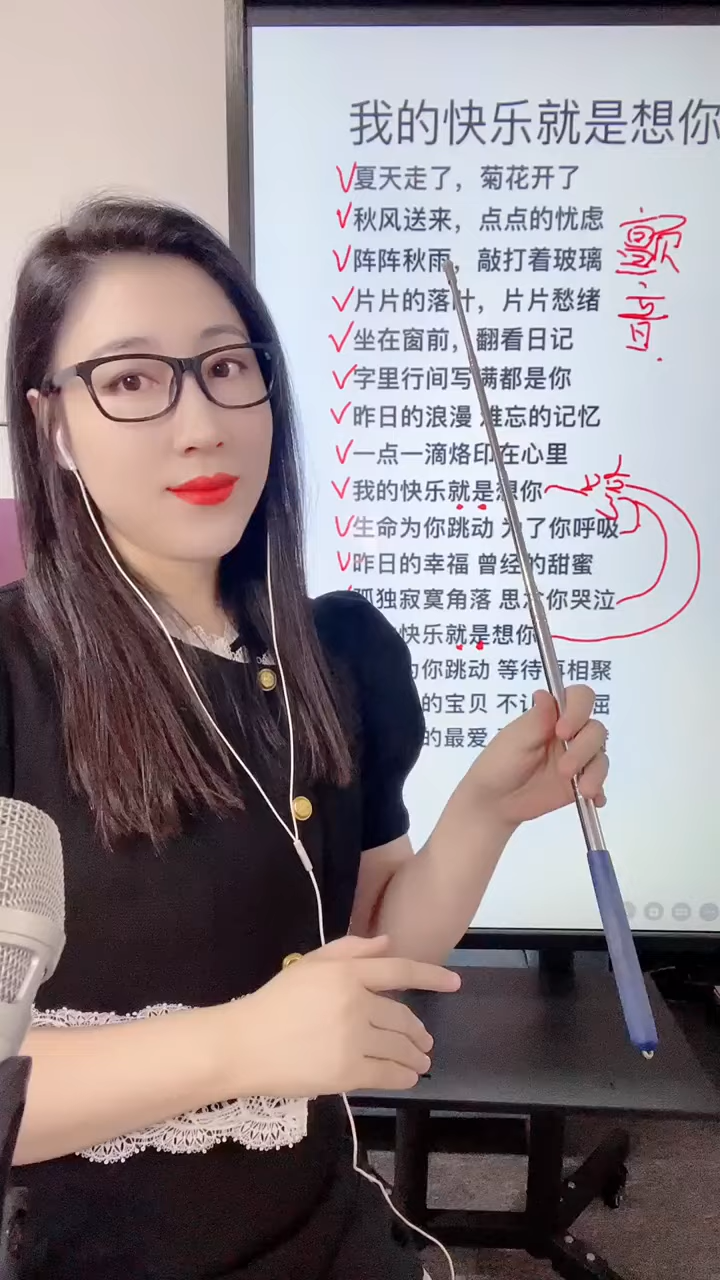 我的快乐就是想你
夏天走了，菊花开了
秋风送来，点点的忧虑
阵阵秋雨，敲打着玻璃
片片的落叶，片片愁绪
坐在窗前，翻看日记
字里行间写满都是你
昨日的浪漫 难忘的记忆
一点一滴烙印在心里
我的快乐就是想你
生命为你跳动 为了你呼吸
昨日的幸福 曾经的甜蜜
孤独寂寞角落 思念你哭泣
快乐就是想你
为你跳动 等待再相聚
的宝贝 不让 屈
的最爱
颤音